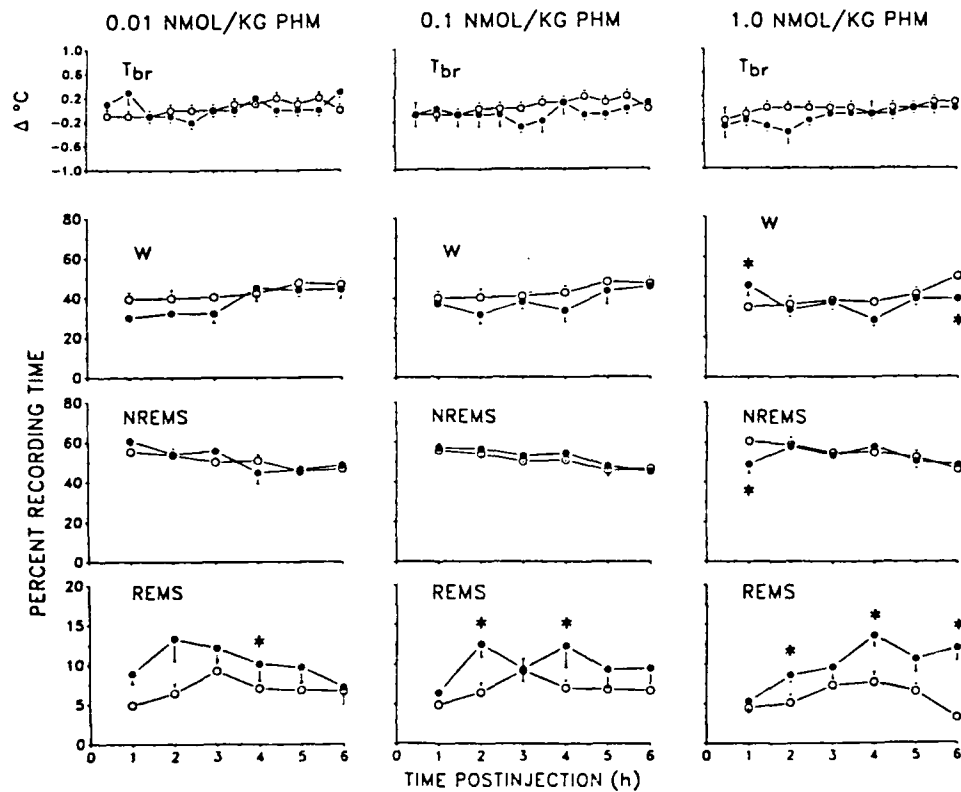 0.01 NMOL/KG PHM 0.1 NMOL/KG PHM 1.0 NMOL/KG PHM
Tbr Tbr Tbr
Δ °C
1.0
0.6
0.2
-0.2
-0.6
-1.0
W W W
80
60
40
20
0
* *
NREMS NREMS NREMS
80
60
40
20
0
*
PERCENT RECORDING TIME
REMS REMS REMS
20
15
10
5
0
* * * * * *
0 1 2 3 4 5 6 0 1 2 3 4 5 6 0 1 2 3 4 5 6
TIME POSTINJECTION (h)